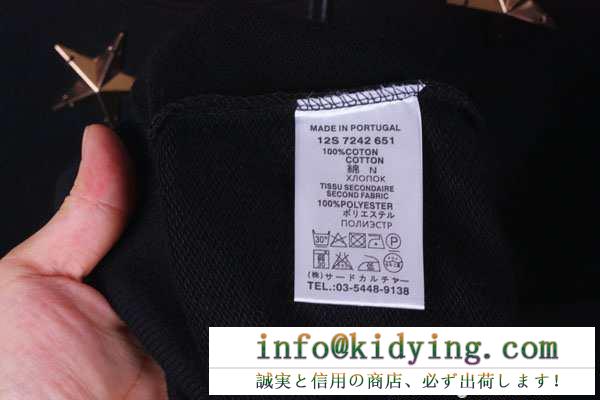 MADE IN PORTUGAL
12S 7242 651
100%COTON
COTTON
綿 N
ХЛОПОК
TISSU SECONDAIRE
SECOND FABRIC
100%POLYESTER
ポリエステル
ПОЛИЭСТР
30°
P
(株)サードカルチャー
TEL.:03-5448-9138
info@kidying.com
誠実と信用の商店、必ず出荷します!